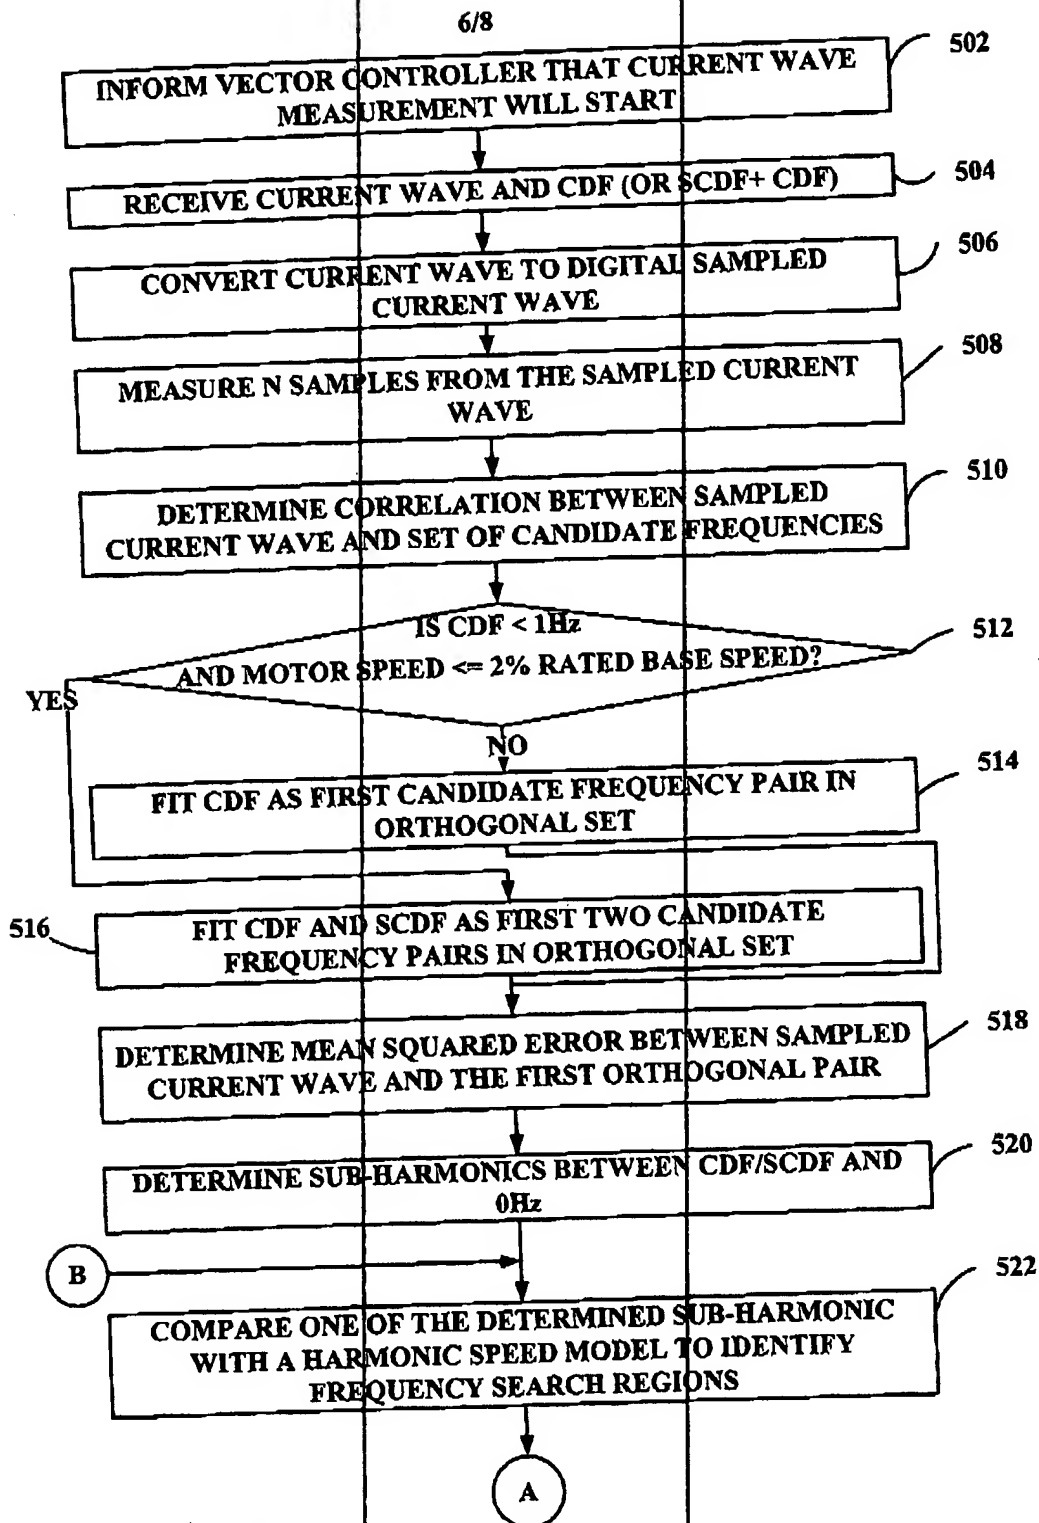 6/8
INFORM VECTOR CONTROLLER THAT CURRENT WAVE
MEASUREMENT WILL START
502
RECEIVE CURRENT WAVE AND CDF (OR SCDF+ CDF)
504
CONVERT CURRENT WAVE TO DIGITAL SAMPLED
CURRENT WAVE
506
MEASURE N SAMPLES FROM THE SAMPLED CURRENT
WAVE
508
DETERMINE CORRELATION BETWEEN SAMPLED
CURRENT WAVE AND SET OF CANDIDATE FREQUENCIES
510
IS CDF < 1Hz
AND MOTOR SPEED <= 2% RATED BASE SPEED?
512
YES
NO
FIT CDF AS FIRST CANDIDATE FREQUENCY PAIR IN
ORTHOGONAL SET
514
516
FIT CDF AND SCDF AS FIRST TWO CANDIDATE
FREQUENCY PAIRS IN ORTHOGONAL SET
DETERMINE MEAN SQUARED ERROR BETWEEN SAMPLED
CURRENT WAVE AND THE FIRST ORTHOGONAL PAIR
518
DETERMINE SUB-HARMONICS BETWEEN CDF/SCDF AND
0Hz
520
B
COMPARE ONE OF THE DETERMINED SUB-HARMONIC
WITH A HARMONIC SPEED MODEL TO IDENTIFY
FREQUENCY SEARCH REGIONS
522
A